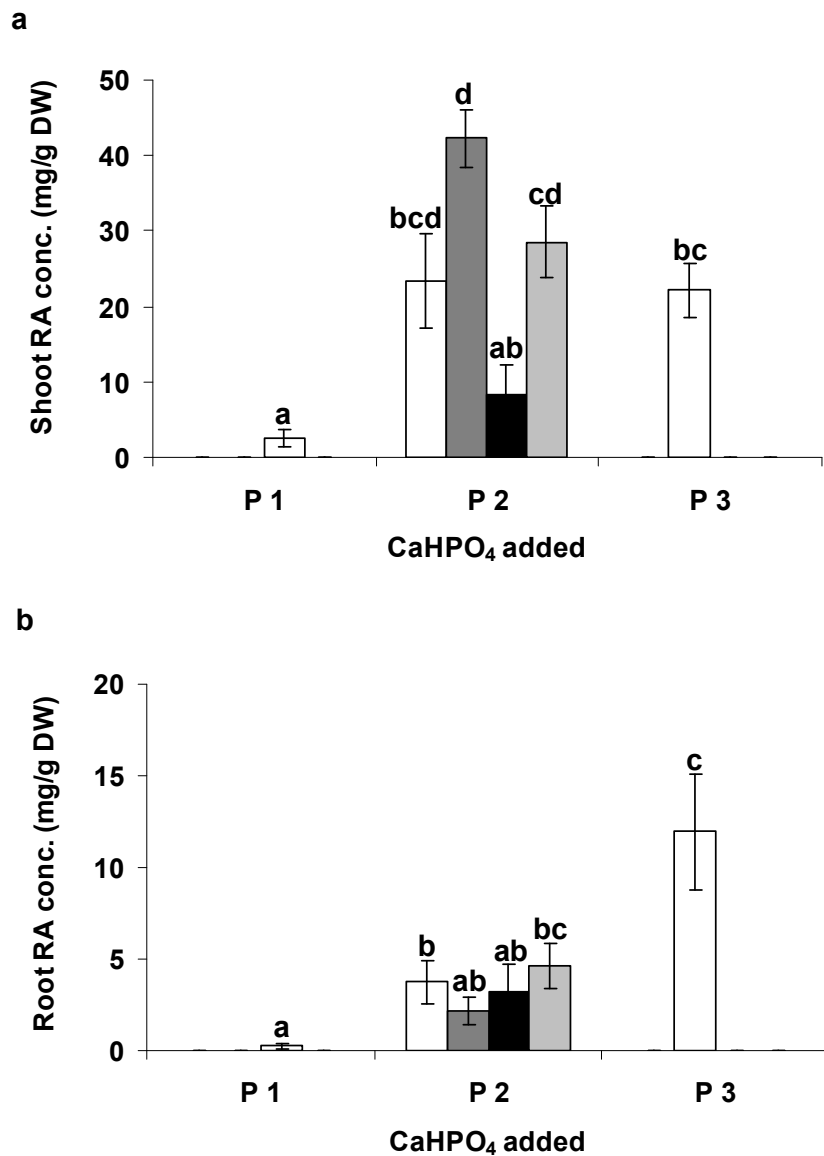 a
Shoot RA conc. (mg/g DW)
50
40
30
20
10
0
a
bcd
d
ab
cd
bc
P 1
P 2
P 3
CaHPO₄ added
b
Root RA conc. (mg/g DW)
20
15
10
5
0
a
b
ab
ab
bc
c
P 1
P 2
P 3
CaHPO₄ added